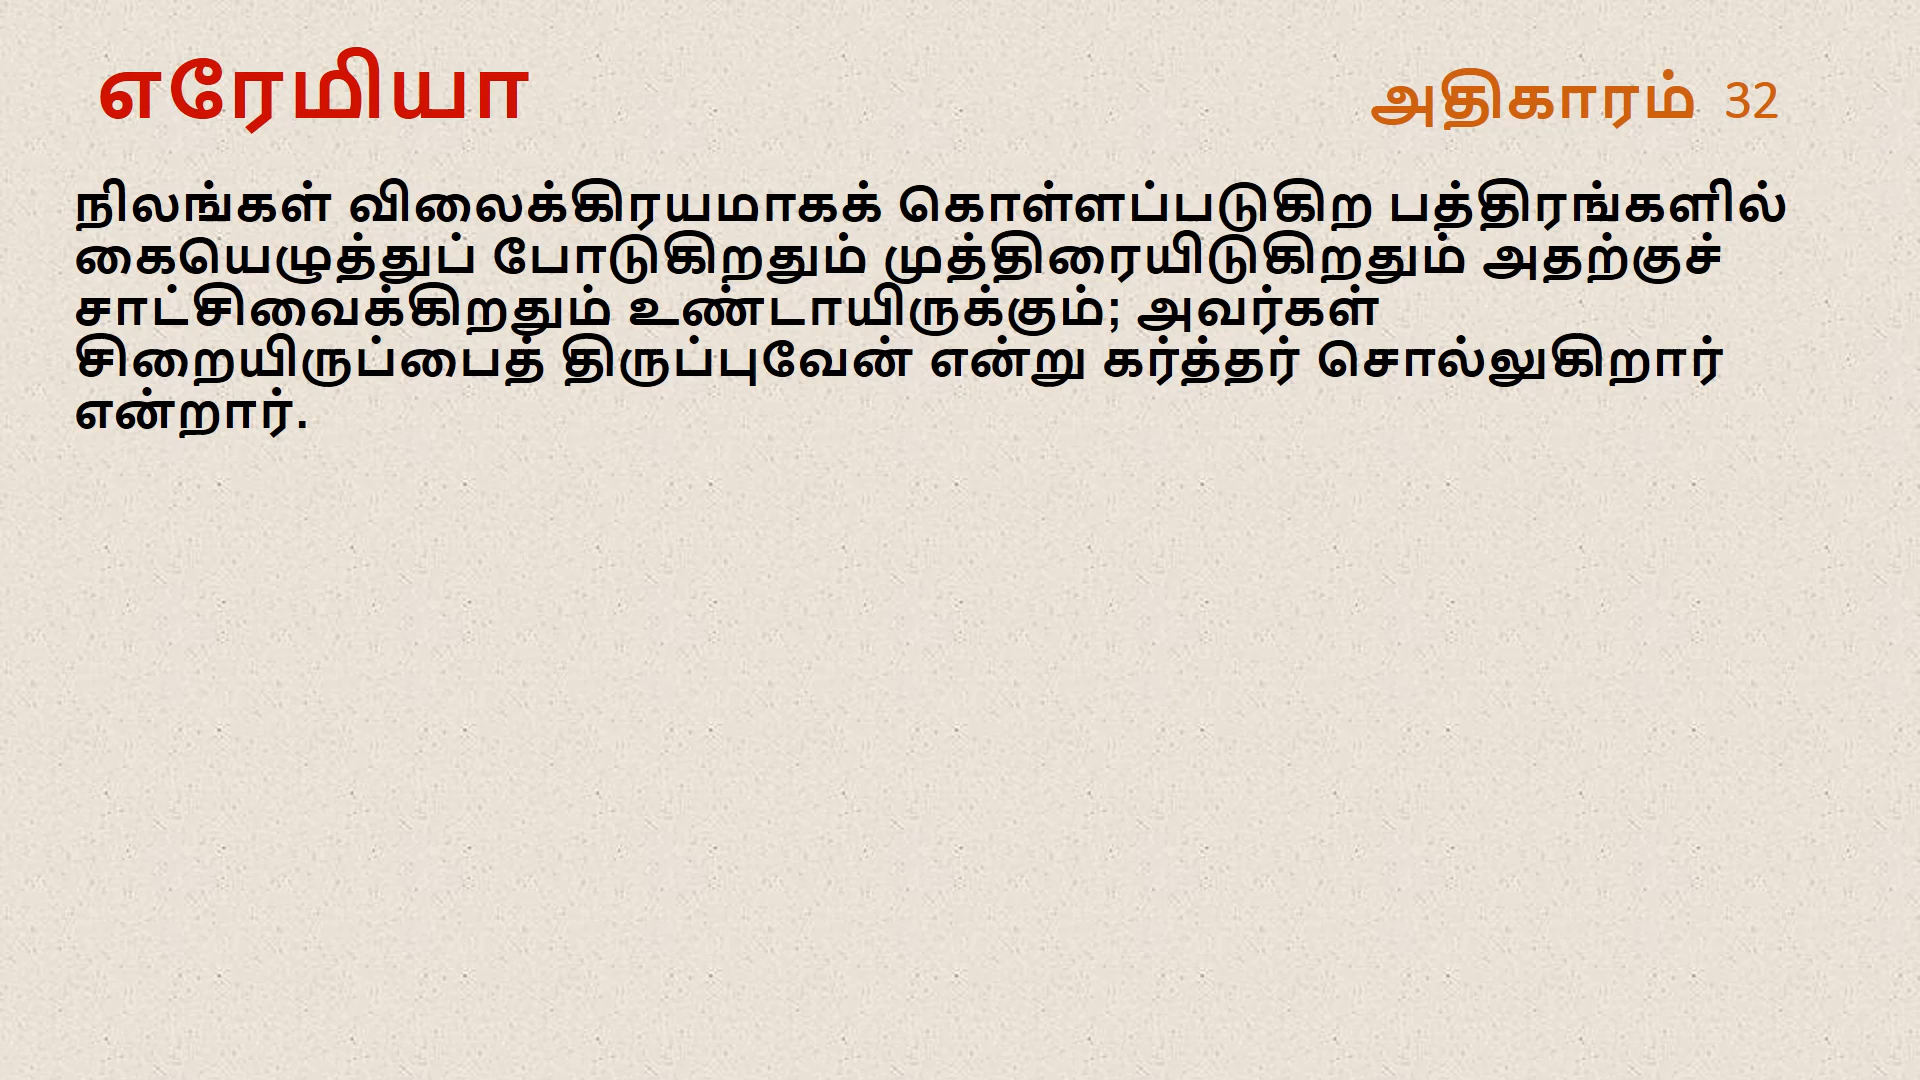 எரேமியா
அதிகாரம் 32
நிலங்கள் விலைக்கிரயமாகக் கொள்ளப்படுகிற பத்திரங்களில்
கையெழுத்துப் போடுகிறதும் முத்திரையிடுகிறதும் அதற்குச்
சாட்சிவைக்கிறதும் உண்டாயிருக்கும்; அவர்கள்
சிறையிருப்பைத் திருப்புவேன் என்று கர்த்தர் சொல்லுகிறார்
என்றார்.